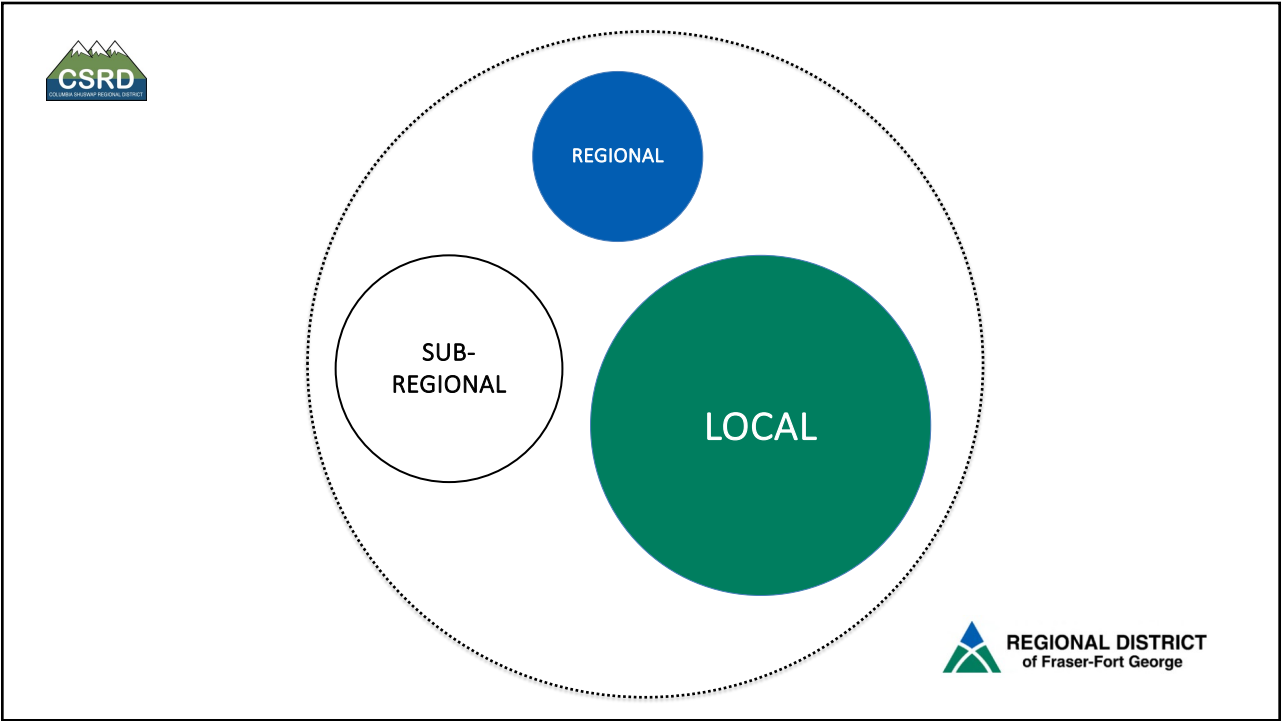 CSRD
COLUMBIA SHUSWAP REGIONAL DISTRICT
REGIONAL
SUB-
REGIONAL
LOCAL
REGIONAL DISTRICT
of Fraser-Fort George